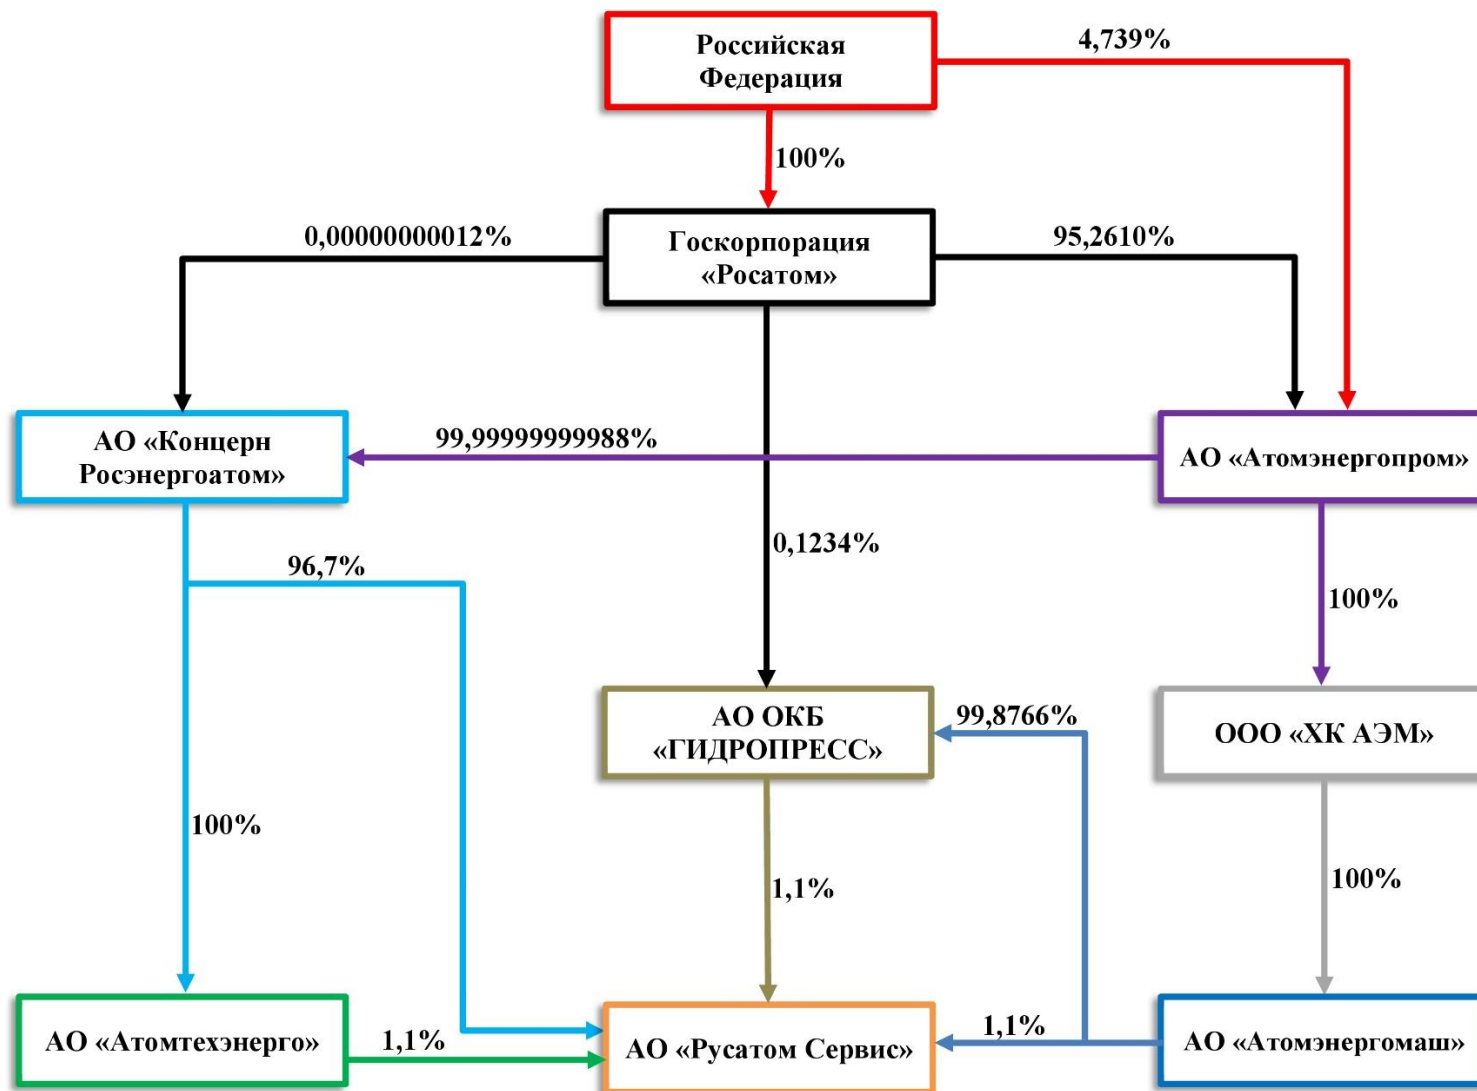 Российская
Федерация
4,739%
100%
0,00000000012%
Госкорпорация
«Росатом»
95,2610%
АО «Концерн
Росэнергоатом»
99,99999999988%
АО «Атомэнергопром»
96,7%
0,1234%
100%
АО ОКБ
«ГИДРОПРЕСС»
99,8766%
ООО «ХК АЭМ»
100%
1,1%
100%
АО «Атомтехэнерго»
1,1%
АО «Русатом Сервис»
1,1%
АО «Атомэнергомаш»